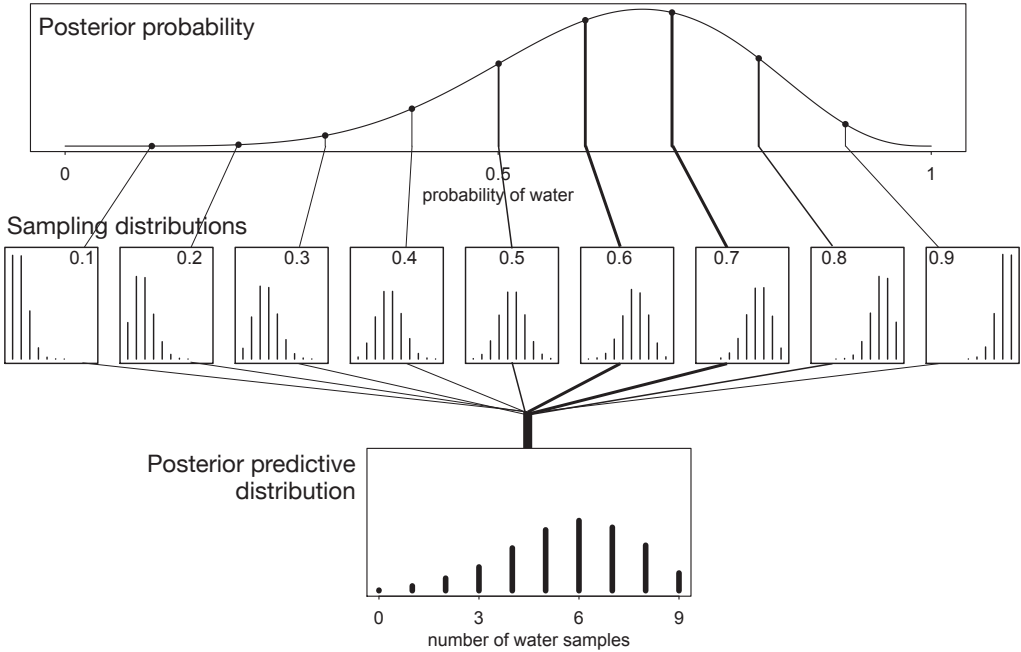 Posterior probability
0 0.5 1
probability of water
Sampling distributions
0.1 0.2 0.3 0.4 0.5 0.6 0.7 0.8 0.9
Posterior predictive
distribution
0 3 6 9
number of water samples